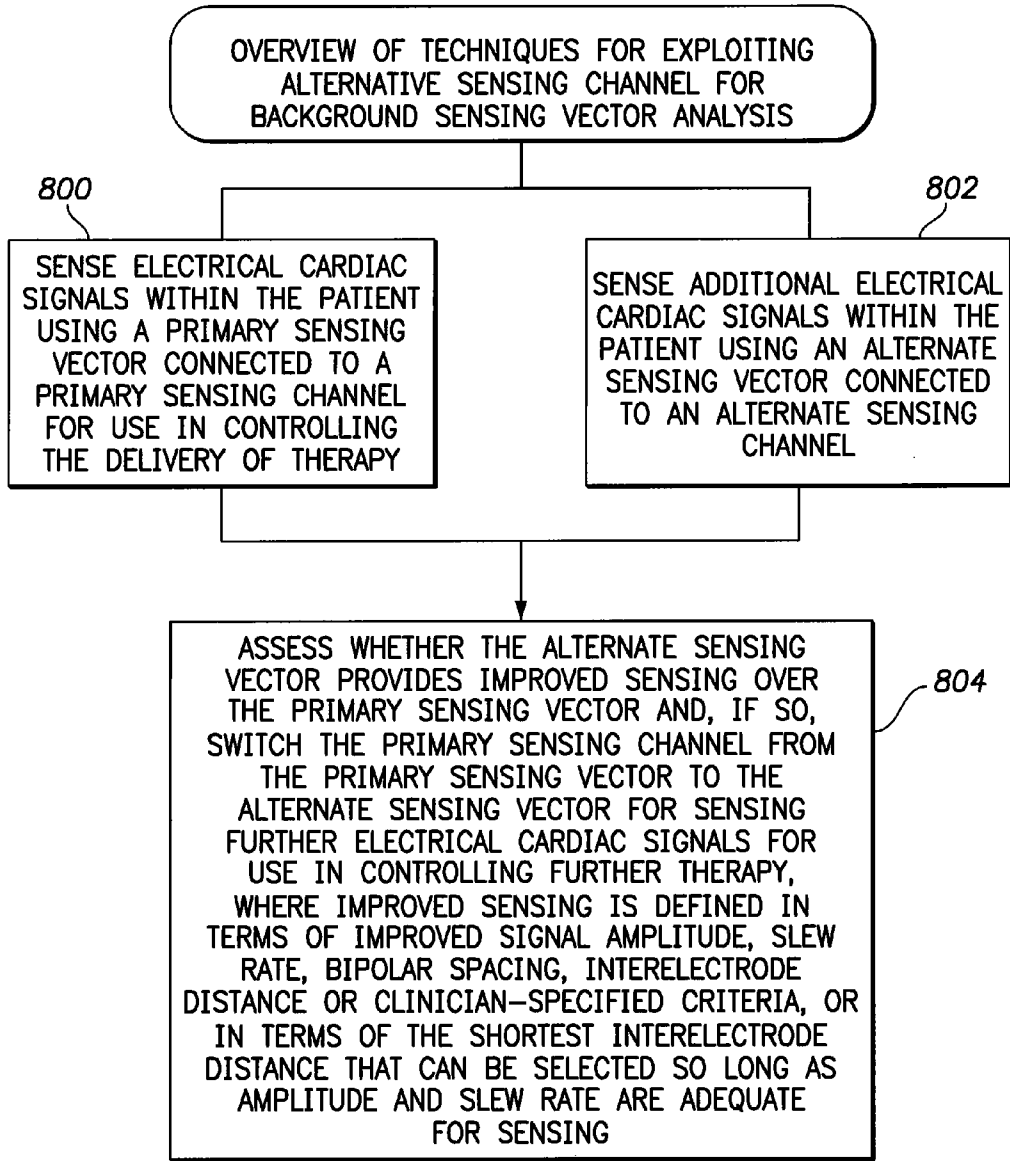 OVERVIEW OF TECHNIQUES FOR EXPLOITING
ALTERNATIVE SENSING CHANNEL FOR
BACKGROUND SENSING VECTOR ANALYSIS
800
SENSE ELECTRICAL CARDIAC
SIGNALS WITHIN THE PATIENT
USING A PRIMARY SENSING
VECTOR CONNECTED TO A
PRIMARY SENSING CHANNEL
FOR USE IN CONTROLLING
THE DELIVERY OF THERAPY
802
SENSE ADDITIONAL ELECTRICAL
CARDIAC SIGNALS WITHIN THE
PATIENT USING AN ALTERNATE
SENSING VECTOR CONNECTED
TO AN ALTERNATE SENSING
CHANNEL
ASSESS WHETHER THE ALTERNATE SENSING
VECTOR PROVIDES IMPROVED SENSING OVER
THE PRIMARY SENSING VECTOR AND, IF SO,
SWITCH THE PRIMARY SENSING CHANNEL FROM
THE PRIMARY SENSING VECTOR TO THE
ALTERNATE SENSING VECTOR FOR SENSING
FURTHER ELECTRICAL CARDIAC SIGNALS FOR
USE IN CONTROLLING FURTHER THERAPY,
WHERE IMPROVED SENSING IS DEFINED IN
TERMS OF IMPROVED SIGNAL AMPLITUDE, SLEW
RATE, BIPOLAR SPACING, INTERELECTRODE
DISTANCE OR CLINICIAN-SPECIFIED CRITERIA, OR
IN TERMS OF THE SHORTEST INTERELECTRODE
DISTANCE THAT CAN BE SELECTED SO LONG AS
AMPLITUDE AND SLEW RATE ARE ADEQUATE
FOR SENSING
804